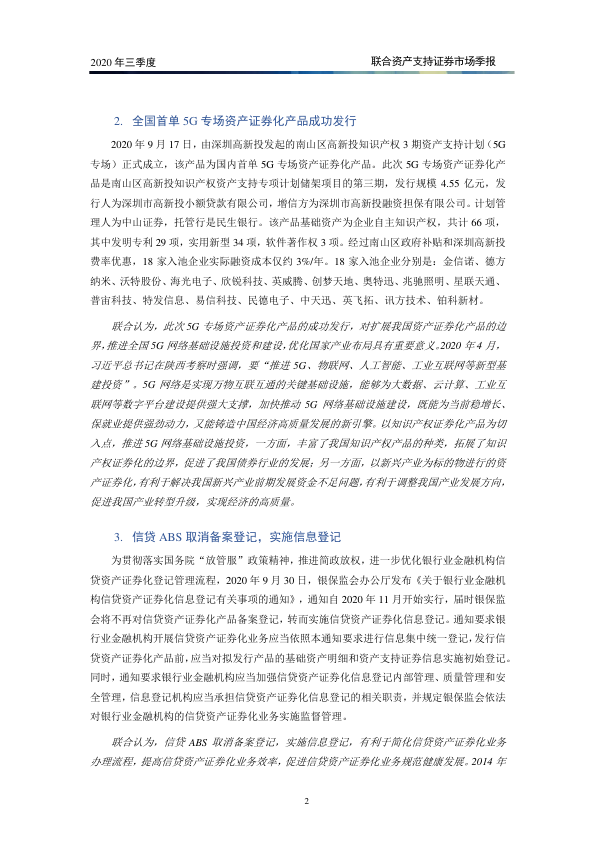 2020 年三季度
联合资产支持证券市场季报
2. 全国首单 5G 专场资产证券化产品成功发行
2020 年 9 月 17 日，由深圳高新投发起的南山区高新投知识产权 3 期资产支持计划（5G
专场）正式成立，该产品为国内首单 5G 专场资产证券化产品。此次 5G 专场资产证券化产
品是南山区高新投知识产权资产支持专项计划储架项目的第三期，发行规模 4.55 亿元，发
行人为深圳市高新投小额贷款有限公司，增信方为深圳市高新投融资担保有限公司。计划管
理人为中山证券，托管行是民生银行。该产品基础资产为企业自主知识产权，共计 66 项，
其中发明专利 29 项，实用新型 34 项，软件著作权 3 项。经过南山区政府补贴和深圳高新投
费率优惠，18 家入池企业实际融资成本仅约 3%/年。18 家入池企业分别是：金信诺、德方
纳米、沃特股份、海光电子、欣锐科技、英威腾、创梦天地、奥特迅、兆驰照明、星联天通、
普宙科技、特发信息、易信科技、民德电子、中天迅、英飞拓、讯方技术、铂科新材。
联合认为，此次 5G 专场资产证券化产品的成功发行，对扩展我国资产证券化产品的边
界，推进全国 5G 网络基础设施投资和建设，优化国家产业布局具有重要意义。2020 年 4 月，
习近平总书记在陕西考察时强调，要“推进 5G、物联网、人工智能、工业互联网等新型基
建投资”。5G 网络是实现万物互联互通的关键基础设施，能够为大数据、云计算、工业互
联网等数字平台建设提供强大支撑，加快推动 5G 网络基础设施建设，既能为当前稳增长、
保就业提供强劲动力，又能铸造中国经济高质量发展的新引擎。以知识产权证券化产品为切
入点，推进 5G 网络基础设施投资，一方面，丰富了我国知识产权产品的种类，拓展了知识
产权证券化的边界，促进了我国债券行业的发展；另一方面，以新兴产业为标的物进行的资
产证券化，有利于解决我国新兴产业前期发展资金不足问题，有利于调整我国产业发展方向，
促进我国产业转型升级，实现经济的高质量。
3. 信贷 ABS 取消备案登记，实施信息登记
为贯彻落实国务院“放管服”政策精神，推进简政放权，进一步优化银行业金融机构信
贷资产证券化登记管理流程，2020 年 9 月 30 日，银保监会办公厅发布《关于银行业金融机
构信贷资产证券化信息登记有关事项的通知》，通知自 2020 年 11 月开始实行，届时银保监
会将不再对信贷资产证券化产品备案登记，转而实施信贷资产证券化信息登记。通知要求银
行业金融机构开展信贷资产证券化业务应当依照本通知要求进行信息集中统一登记，发行信
贷资产证券化产品前，应当对拟发行产品的基础资产明细和资产支持证券信息实施初始登记。
同时，通知要求银行业金融机构应当加强信贷资产证券化信息登记内部管理、质量管理和安
全管理，信息登记机构应当承担信贷资产证券化信息登记的相关职责，并规定银保监会依法
对银行业金融机构的信贷资产证券化业务实施监督管理。
联合认为，信贷 ABS 取消备案登记，实施信息登记，有利于简化信贷资产证券化业务
办理流程，提高信贷资产证券化业务效率，促进信贷资产证券化业务规范健康发展。2014 年
2